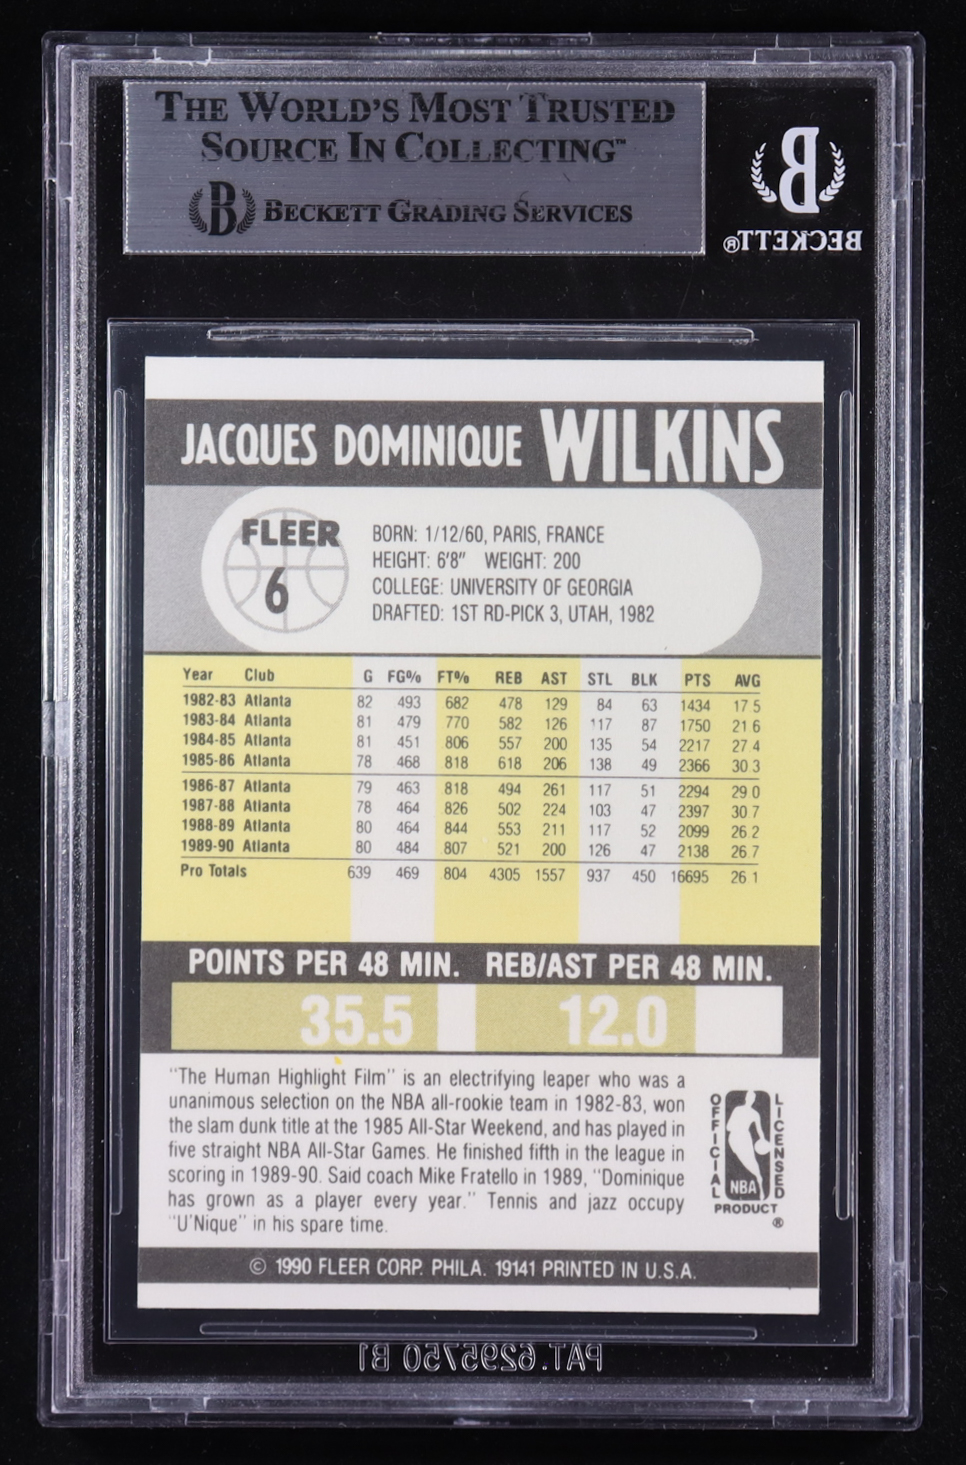 THE WORLD'S MOST TRUSTED
SOURCE IN COLLECTING™
B BECKETT GRADING SERVICES
B
BECKETT®
JACQUES DOMINIQUE WILKINS
FLEER
6
BORN: 1/12/60, PARIS, FRANCE
HEIGHT: 6'8" WEIGHT: 200
COLLEGE: UNIVERSITY OF GEORGIA
DRAFTED: 1ST RD-PICK 3, UTAH, 1982
Year Club G FG% FT% REB AST STL BLK PTS AVG
1982-83 Atlanta 82 493 682 478 129 84 63 1434 17 5
1983-84 Atlanta 81 479 770 582 126 117 87 1750 21 6
1984-85 Atlanta 81 451 806 557 200 135 54 2217 27 4
1985-86 Atlanta 78 468 818 618 206 138 49 2366 30 3
1986-87 Atlanta 79 463 818 494 261 117 51 2294 29 0
1987-88 Atlanta 78 464 826 502 224 103 47 2397 30.7
1988-89 Atlanta 80 464 844 553 211 117 52 2099 26.2
1989-90 Atlanta 80 484 807 521 200 126 47 2138 26.7
Pro Totals 639 469 804 4305 1557 937 450 16695 26 1
POINTS PER 48 MIN. REB/AST PER 48 MIN.
35.5 12.0
"The Human Highlight Film" is an electrifying leaper who was a
unanimous selection on the NBA all-rookie team in 1982-83, won
the slam dunk title at the 1985 All-Star Weekend, and has played in
five straight NBA All-Star Games. He finished fifth in the league in
scoring in 1989-90. Said coach Mike Fratello in 1989, "Dominique
has grown as a player every year." Tennis and jazz occupy
"U'Nique" in his spare time.
OFFICIAL LICENSED
NBA
PRODUCT
®
© 1990 FLEER CORP. PHILA. 19141 PRINTED IN U.S.A.
PAT.6295750 B1